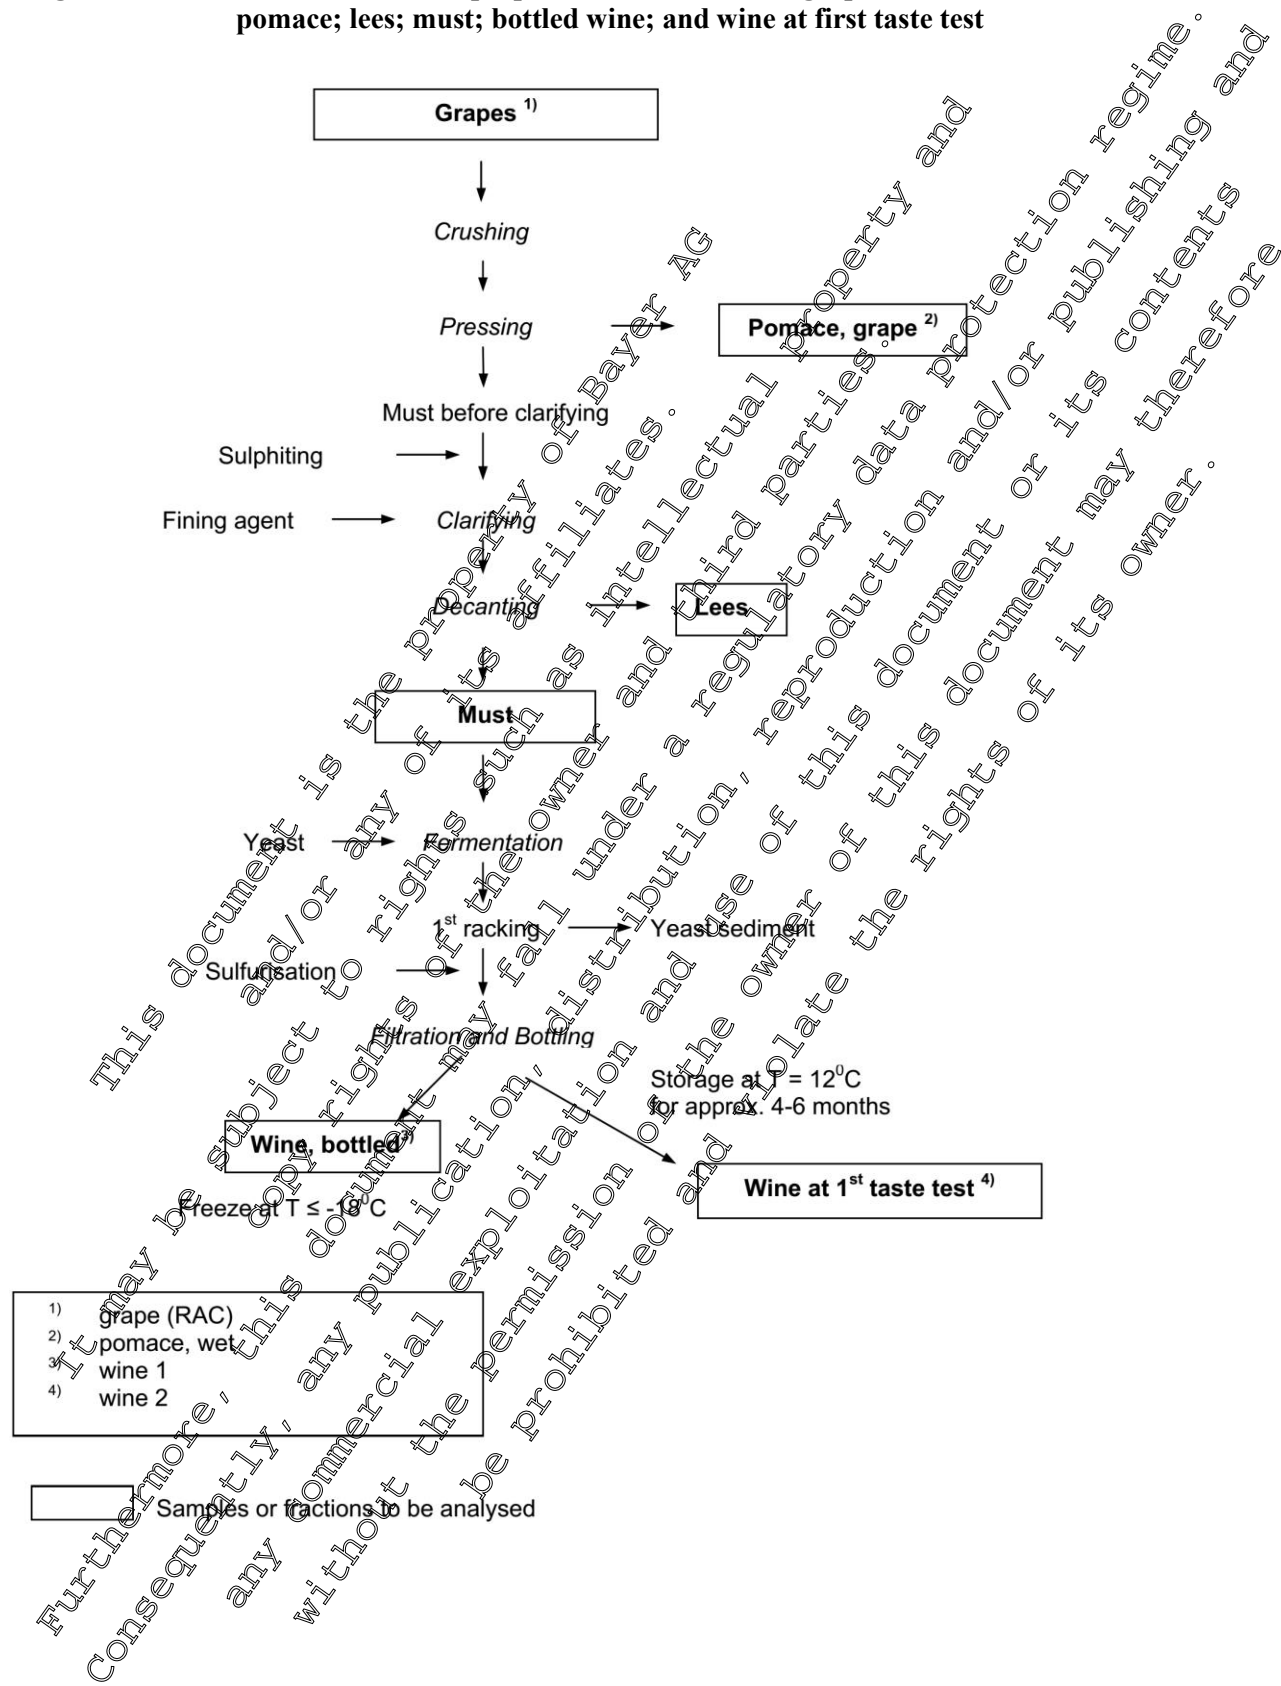 pomace; lees; must; bottled wine; and wine at first taste test
Grapes 1)
Crushing
Pressing
Pomace, grape 2)
Must before clarifying
Sulphiting
Fining agent
Clarifying
Decanting
Lees
Must
Yeast
Fermentation
1st racking
Yeast sediment
Sulfurisation
Filtration and Bottling
Storage at T = 12⁰C
for approx. 4-6 months
Wine, bottled3)
Wine at 1st taste test 4)
Freeze at T ≤ -18⁰C
1) grape (RAC)
2) pomace, wet
3) wine 1
4) wine 2
Samples or fractions to be analysed
This document is the property of Bayer AG
and/or any of its affiliates.
It may be subject to rights such as intellectual property and
copy rights of the owner and third parties.
Furthermore, this document may fall under a regulatory data protection regime.
Consequently, any publication, distribution, reproduction and/or publishing and
any commercial exploitation and use of this document or its contents
without the permission of the owner of this document may therefore
be prohibited and violate the rights of its owner.